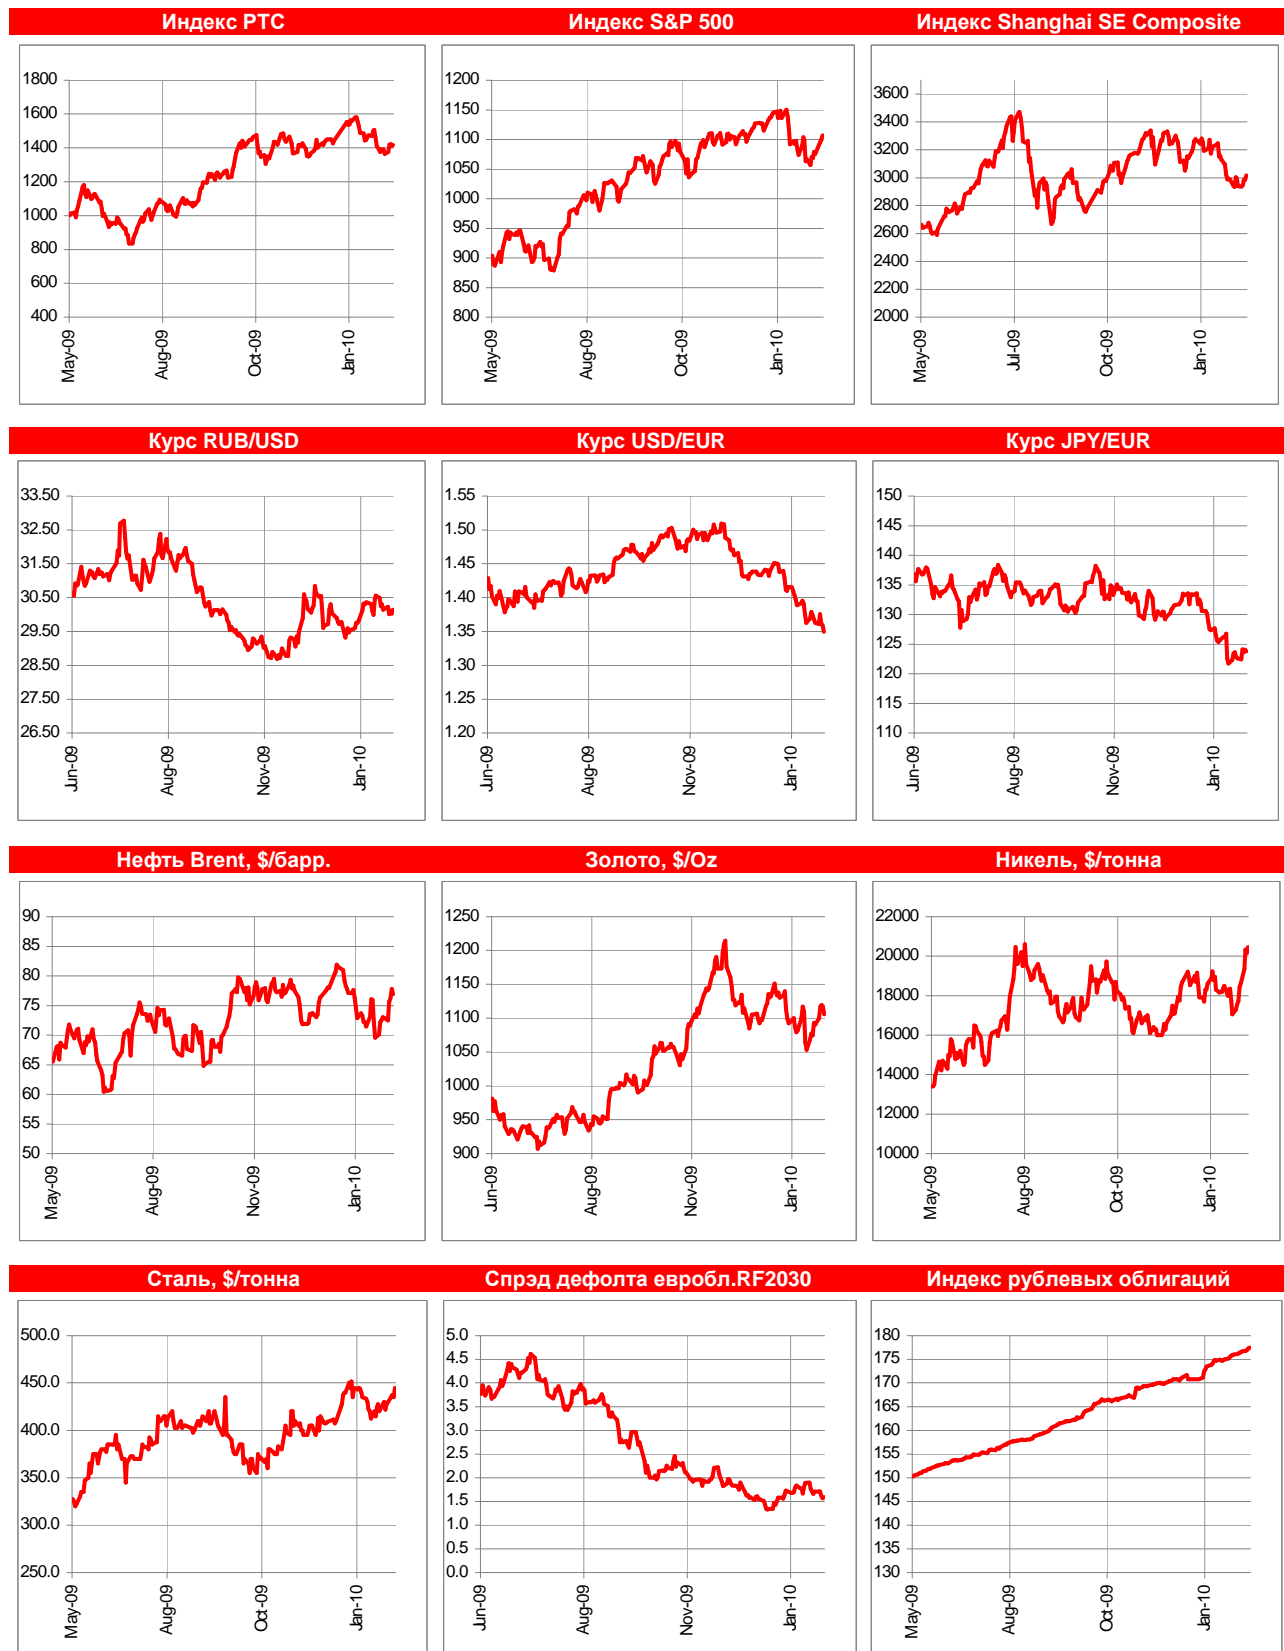 Индекс РТС
1800
1600
1400
1200
1000
800
600
400
May-09
Aug-09
Oct-09
Jan-10
Индекс S&P 500
1200
1150
1100
1050
1000
950
900
850
800
May-09
Aug-09
Oct-09
Jan-10
Индекс Shanghai SE Composite
3600
3400
3200
3000
2800
2600
2400
2200
2000
May-09
Jul-09
Oct-09
Jan-10
Курс RUB/USD
33.50
32.50
31.50
30.50
29.50
28.50
27.50
26.50
Jun-09
Aug-09
Nov-09
Jan-10
Курс USD/EUR
1.55
1.50
1.45
1.40
1.35
1.30
1.25
1.20
Jun-09
Aug-09
Nov-09
Jan-10
Курс JPY/EUR
150
145
140
135
130
125
120
115
110
Jun-09
Aug-09
Nov-09
Jan-10
Нефть Brent, $/барр.
90
85
80
75
70
65
60
55
50
May-09
Aug-09
Nov-09
Jan-10
Золото, $/Oz
1250
1200
1150
1100
1050
1000
950
900
Jun-09
Aug-09
Nov-09
Jan-10
Никель, $/тонна
22000
20000
18000
16000
14000
12000
10000
May-09
Aug-09
Oct-09
Jan-10
Сталь, $/тонна
500.0
450.0
400.0
350.0
300.0
250.0
May-09
Aug-09
Oct-09
Jan-10
Спрэд дефолта евробл.RF2030
5.0
4.5
4.0
3.5
3.0
2.5
2.0
1.5
1.0
0.5
0.0
Jun-09
Aug-09
Nov-09
Jan-10
Индекс рублевых облигаций
180
175
170
165
160
155
150
145
140
135
130
May-09
Aug-09
Oct-09
Jan-10